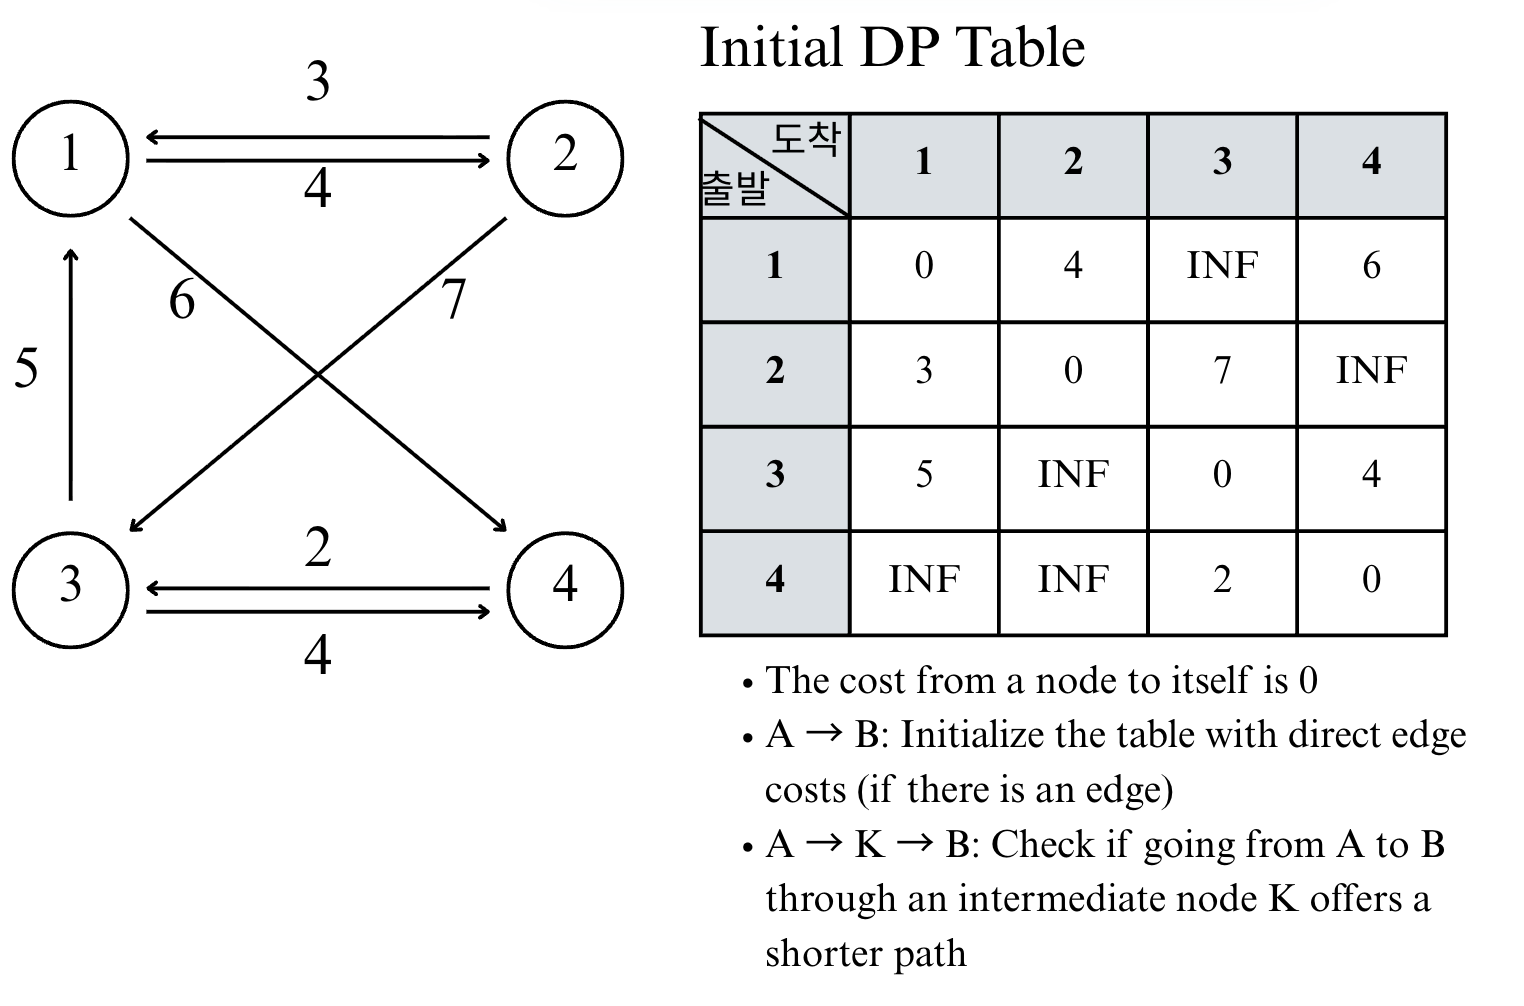 Initial DP Table
3
1
2
4
6
7
5
2
3
4
4
도착
출발
1 2 3 4
1 0 4 INF 6
2 3 0 7 INF
3 5 INF 0 4
4 INF INF 2 0
• The cost from a node to itself is 0
• A → B: Initialize the table with direct edge
costs (if there is an edge)
• A → K → B: Check if going from A to B
through an intermediate node K offers a
shorter path